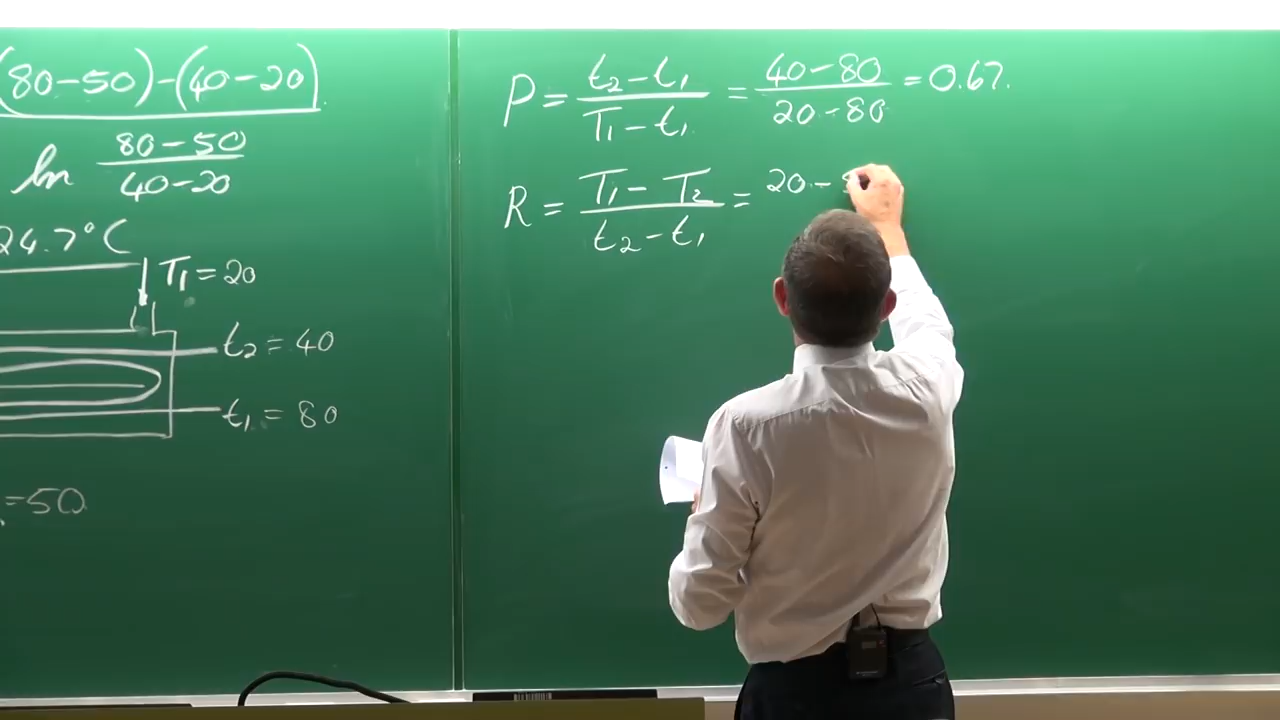 (80-50)-(40-20)
ln 80-50
40-20
24.7°C
T₁=20
t₂=40
t₁=80
=50
P = t₂-t₁ / T₁-t₁ = 40-80 / 20-80 = 0.67.
R = T₁-T₂ / t₂-t₁ = 20-